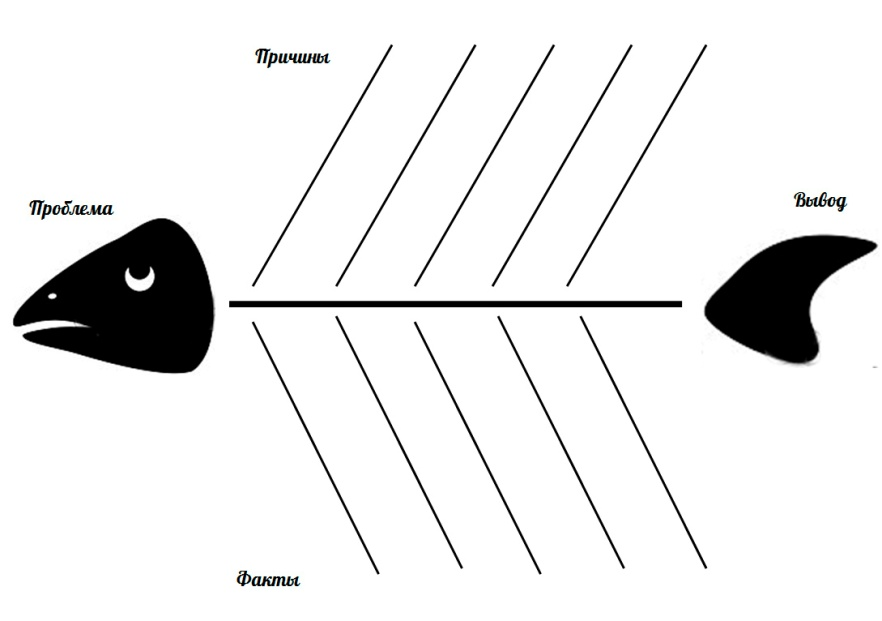 Причины
Проблема
Вывод
Факты